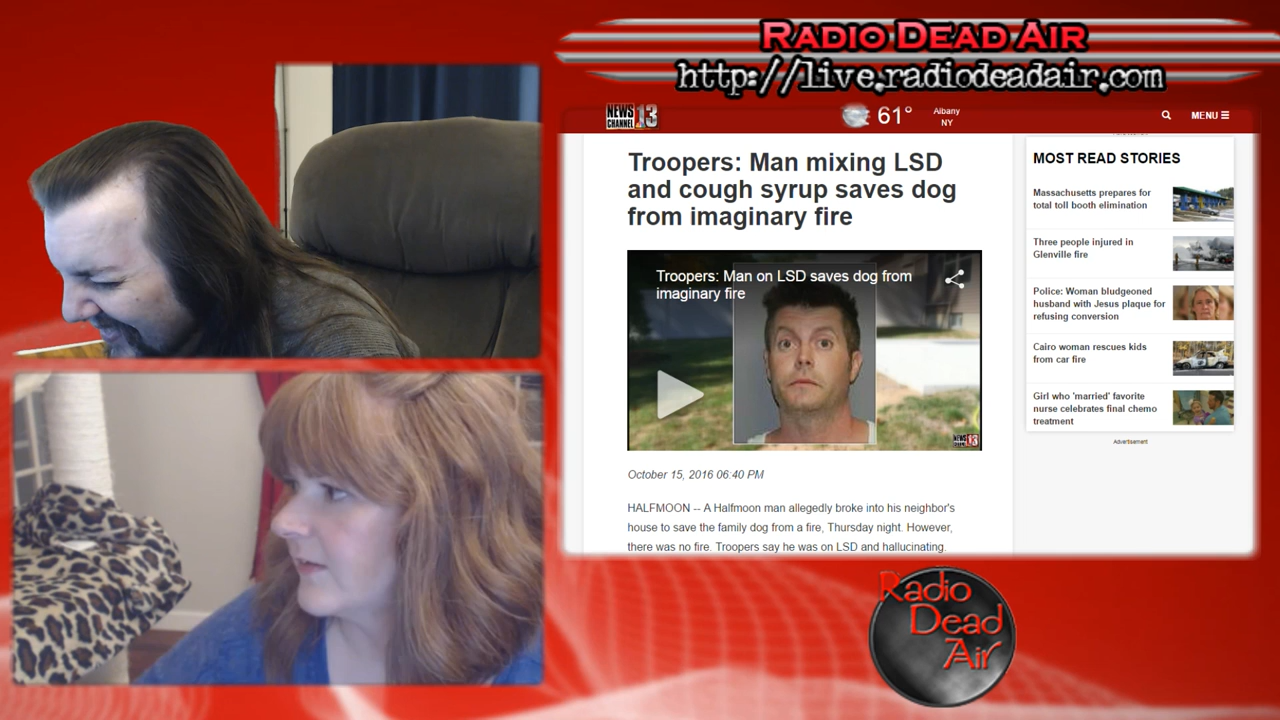 RADIO DEAD AIR
http://live.radiodeadair.com
NEWS
CHANNEL 13
61°
Albany
NY
MENU
Troopers: Man mixing LSD
and cough syrup saves dog
from imaginary fire
Troopers: Man on LSD saves dog from
imaginary fire
NEWS
CHANNEL 13
October 15, 2016 06:40 PM
HALFMOON -- A Halfmoon man allegedly broke into his neighbor's
house to save the family dog from a fire, Thursday night. However,
there was no fire. Troopers say he was on LSD and hallucinating.
MOST READ STORIES
Massachusetts prepares for
total toll booth elimination
Three people injured in
Glenville fire
Police: Woman bludgeoned
husband with Jesus plaque for
refusing conversion
Cairo woman rescues kids
from car fire
Girl who 'married' favorite
nurse celebrates final chemo
treatment
Advertisement
Radio
Dead
Air